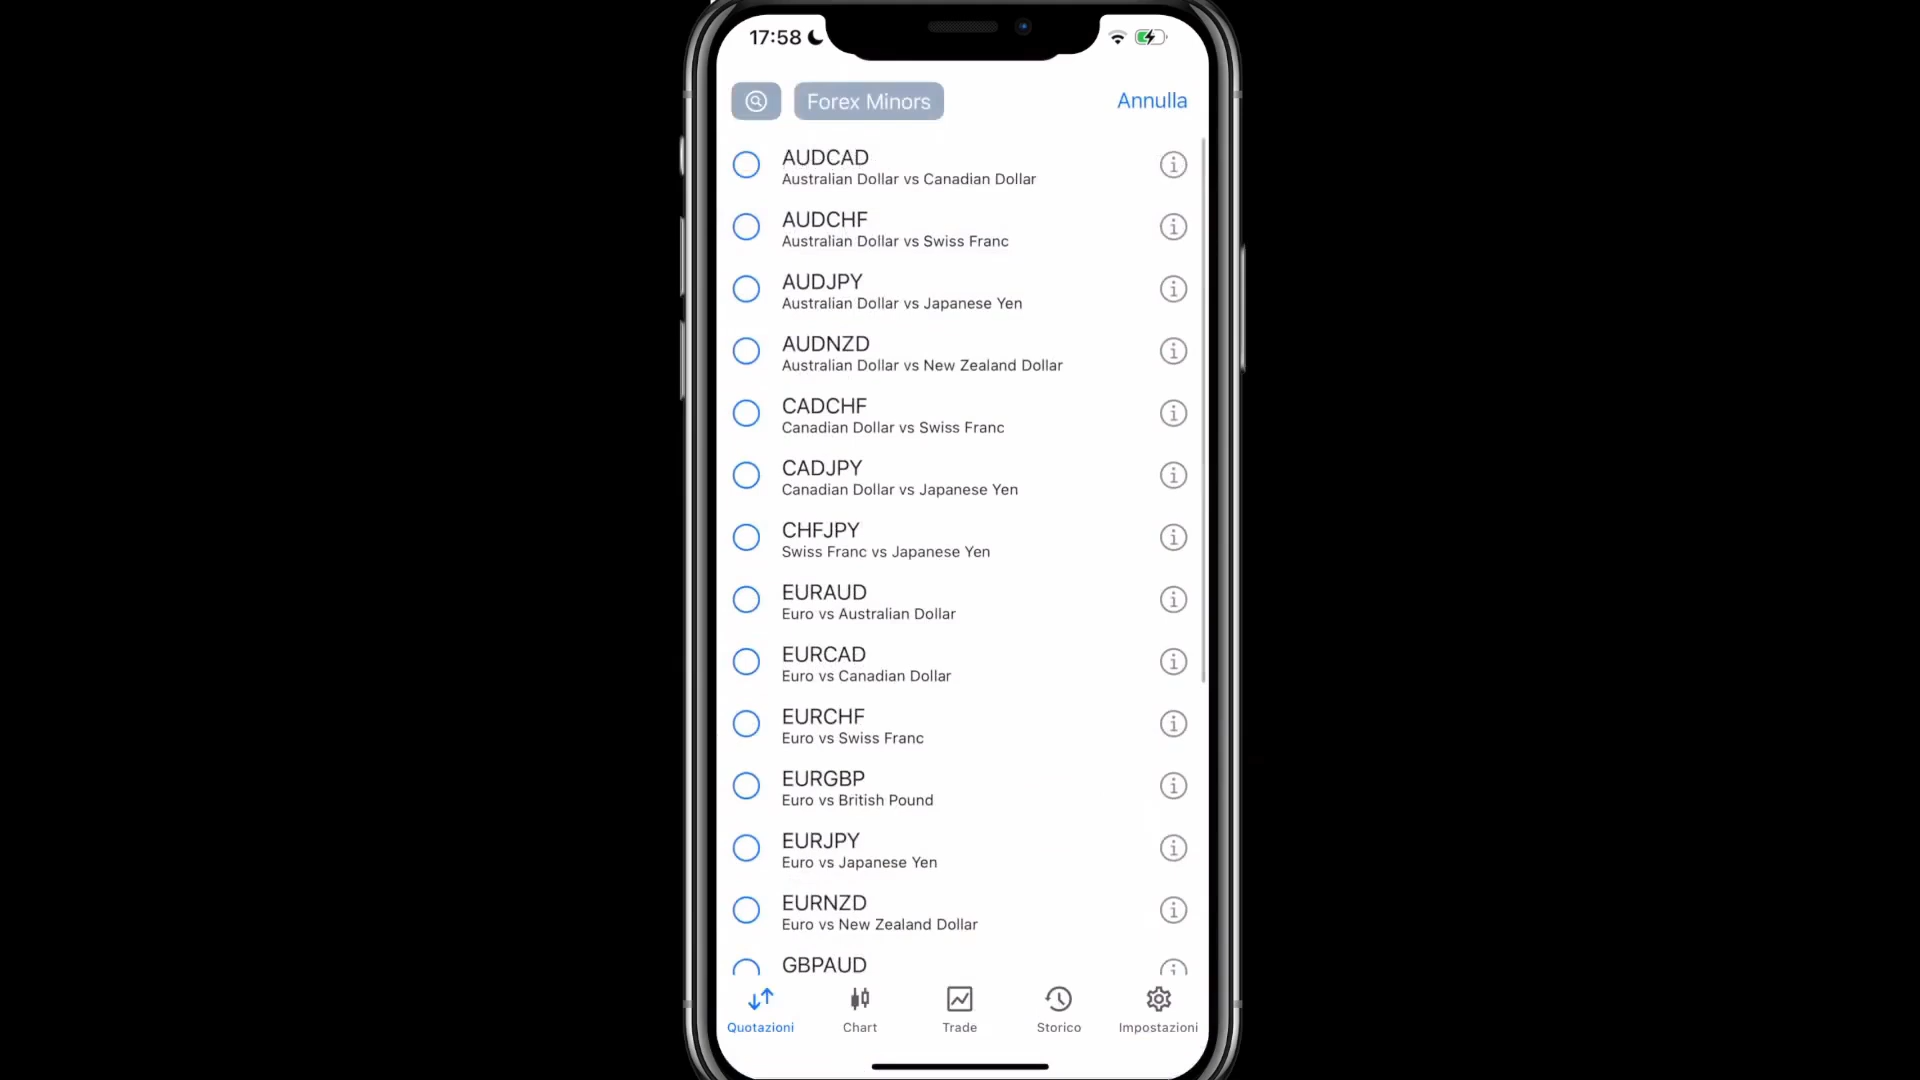 17:58
Forex Minors
Annulla
AUDCAD
Australian Dollar vs Canadian Dollar
AUDCHF
Australian Dollar vs Swiss Franc
AUDJPY
Australian Dollar vs Japanese Yen
AUDNZD
Australian Dollar vs New Zealand Dollar
CADCHF
Canadian Dollar vs Swiss Franc
CADJPY
Canadian Dollar vs Japanese Yen
CHFJPY
Swiss Franc vs Japanese Yen
EURAUD
Euro vs Australian Dollar
EURCAD
Euro vs Canadian Dollar
EURCHF
Euro vs Swiss Franc
EURGBP
Euro vs British Pound
EURJPY
Euro vs Japanese Yen
EURNZD
Euro vs New Zealand Dollar
GBPAUD
Quotazioni
Chart
Trade
Storico
Impostazioni